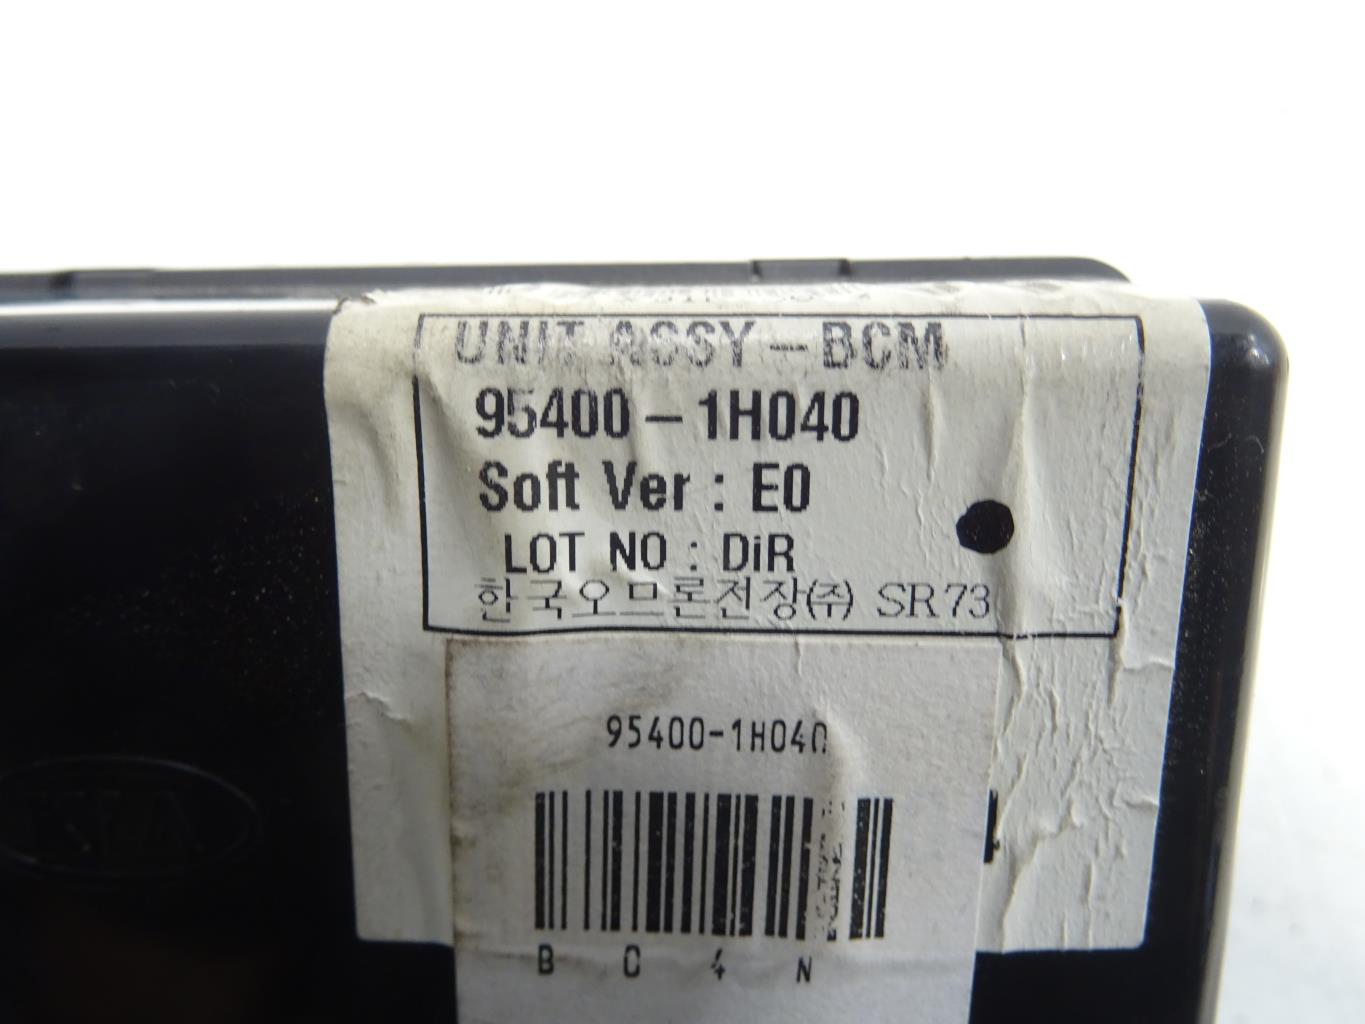 UNIT ASSY-BCM
95400-1H040
Soft Ver : E0
LOT NO : DiR
한국오므론전장(주) SR73
95400-1H040
B C 4 N
KIA